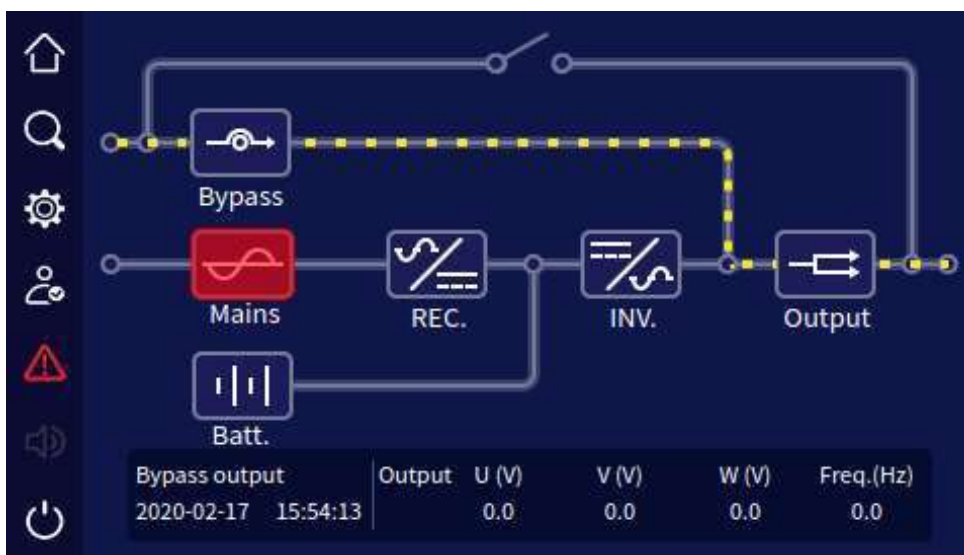 Bypass
Mains
REC.
INV.
Output
Batt.
Bypass output
Output U (V) V (V) W (V) Freq.(Hz)
2020-02-17 15:54:13 0.0 0.0 0.0 0.0